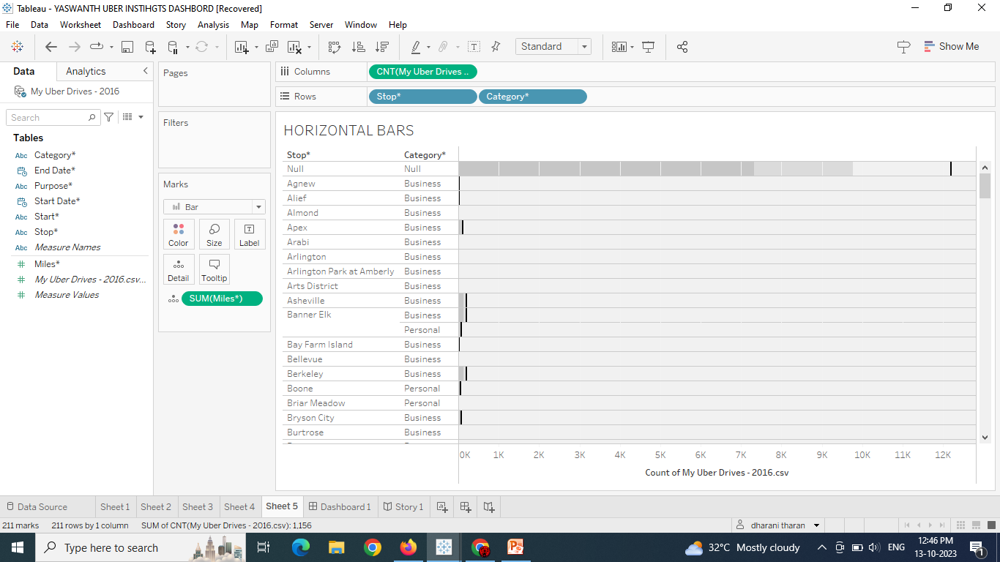 Tableau - YASWANTH UBER INSTIHGTS DASHBORD [Recovered]
File Data Worksheet Dashboard Story Analysis Map Format Server Window Help
Standard
Show Me
Data Analytics
My Uber Drives - 2016
Search
Tables
Abc Category*
End Date*
Abc Purpose*
Start Date*
Abc Start*
Abc Stop*
Abc Measure Names
Miles*
My Uber Drives - 2016.csv...
Measure Values
Pages
Filters
Marks
Bar
Color Size Label
Detail Tooltip
SUM(Miles*)
Columns CNT(My Uber Drives ..
Rows Stop* Category*
HORIZONTAL BARS
Stop* Category*
Null Null
Agnew Business
Alief Business
Almond Business
Apex Business
Arabi Business
Arlington Business
Arlington Park at Amberly Business
Arts District Business
Asheville Business
Banner Elk Business
Personal
Bay Farm Island Business
Bellevue Business
Berkeley Business
Boone Personal
Briar Meadow Personal
Bryson City Business
Burtrose Business
0K 1K 2K 3K 4K 5K 6K 7K 8K 9K 10K 11K 12K
Count of My Uber Drives - 2016.csv
Data Source Sheet 1 Sheet 2 Sheet 3 Sheet 4 Sheet 5 Dashboard 1 Story 1
211 marks 211 rows by 1 column SUM of CNT(My Uber Drives - 2016.csv): 1,156 dharani tharan
Type here to search
32°C Mostly cloudy
ENG
12:46 PM
13-10-2023
1